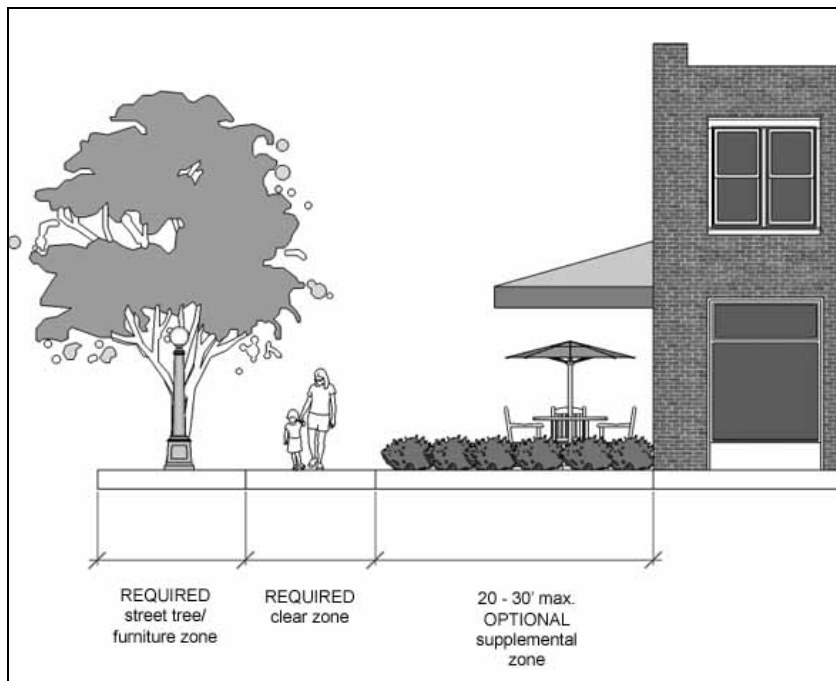 REQUIRED
street tree/
furniture zone
REQUIRED
clear zone
20 - 30' max.
OPTIONAL
supplemental
zone